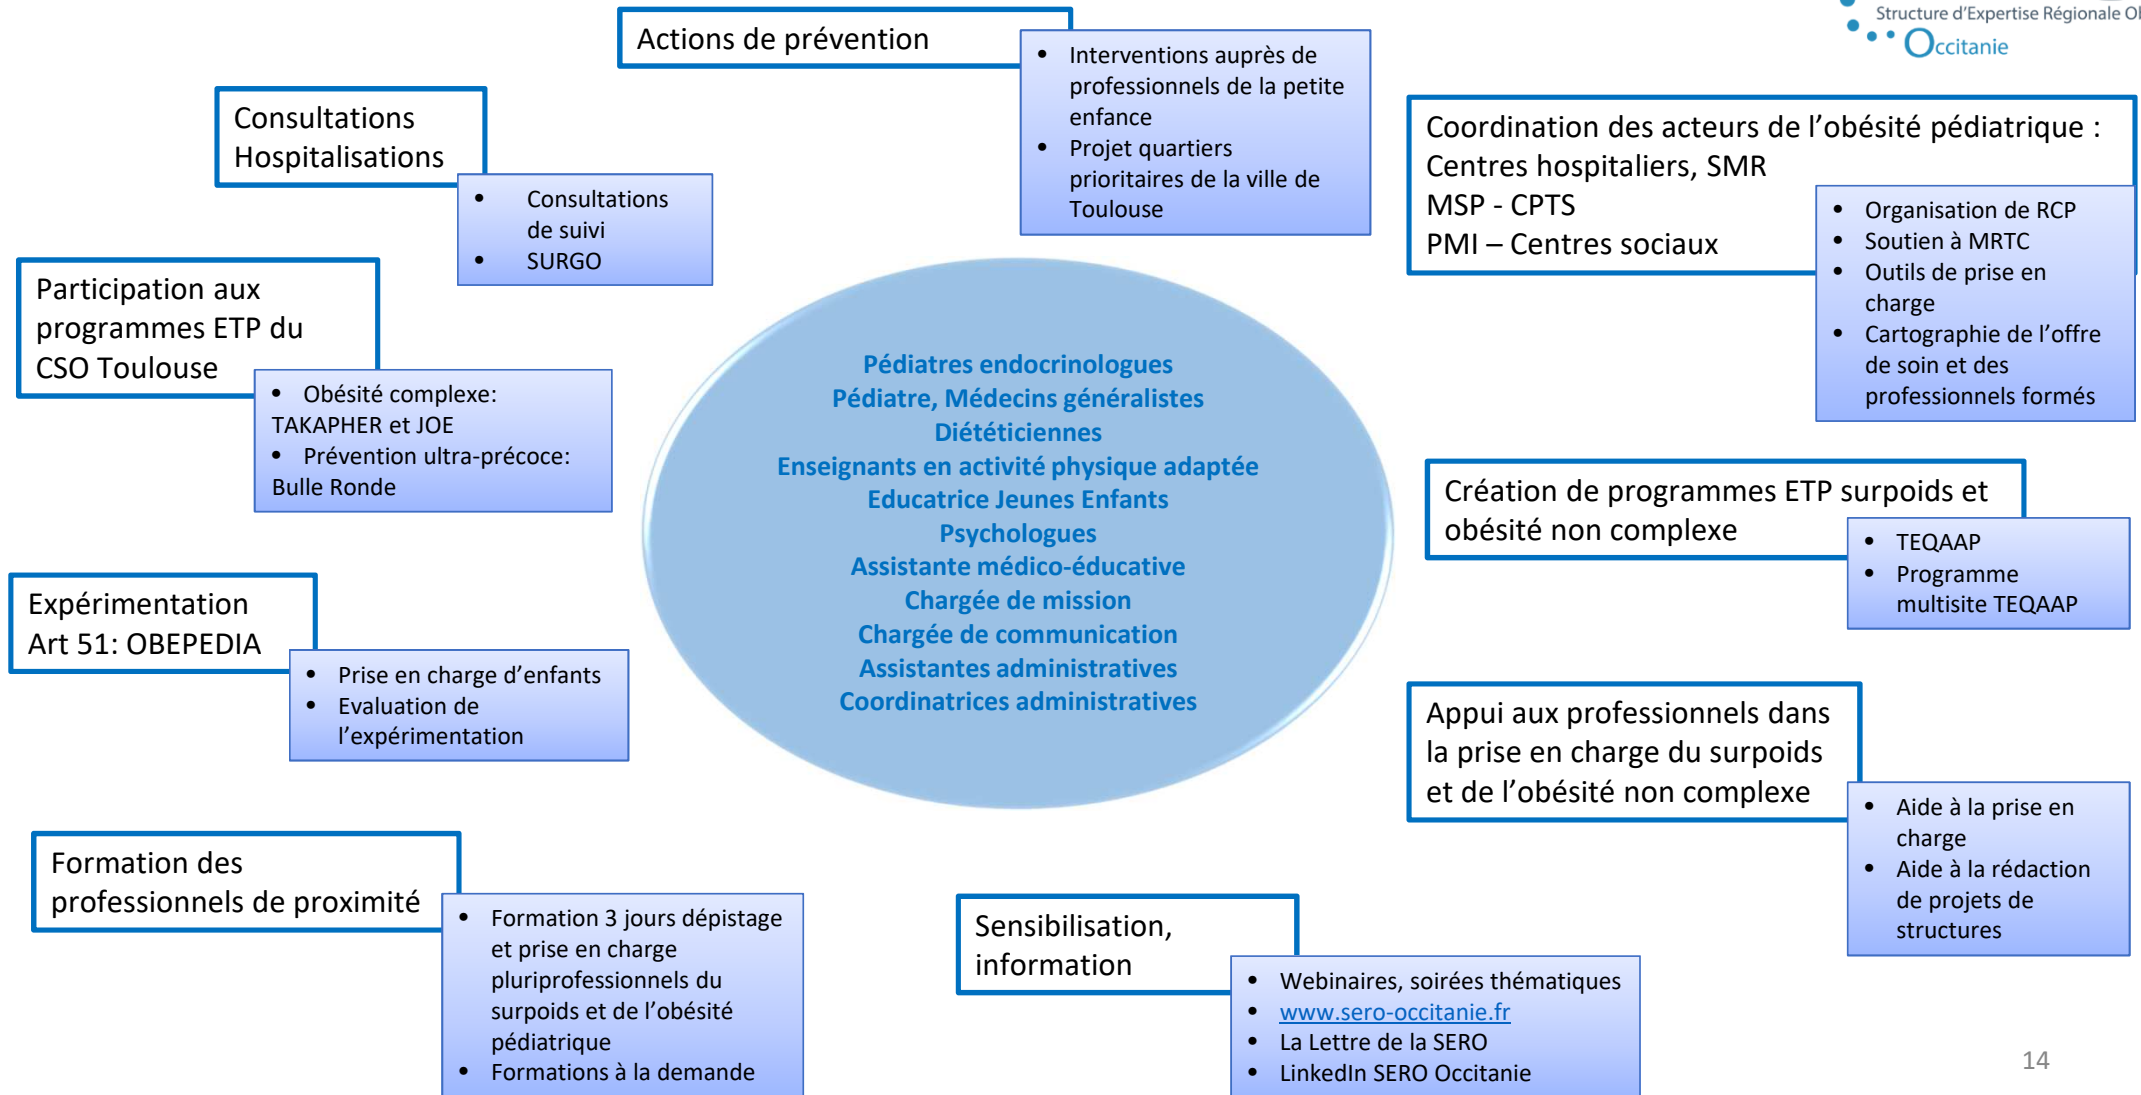 Structure d'Expertise Régionale
Occitanie
Actions de prévention
• Interventions auprès de
professionnels de la petite
enfance
• Projet quartiers
prioritaires de la ville de
Toulouse
Consultations
Hospitalisations
• Consultations
de suivi
• SURGO
Coordination des acteurs de l'obésité pédiatrique :
Centres hospitaliers, SMR
MSP - CPTS
PMI – Centres sociaux
• Organisation de RCP
• Soutien à MRTC
• Outils de prise en
charge
• Cartographie de l'offre
de soin et des
professionnels formés
Participation aux
programmes ETP du
CSO Toulouse
• Obésité complexe:
TAKAPHER et JOE
• Prévention ultra-précoce:
Bulle Ronde
Pédiatres endocrinologues
Pédiatre, Médecins généralistes
Diététiciennes
Enseignants en activité physique adaptée
Educatrice Jeunes Enfants
Psychologues
Assistante médico-éducative
Chargée de mission
Chargée de communication
Assistantes administratives
Coordinatrices administratives
Création de programmes ETP surpoids et
obésité non complexe
• TEQAAP
• Programme
multisite TEQAAP
Expérimentation
Art 51: OBEPEDIA
• Prise en charge d'enfants
• Evaluation de
l'expérimentation
Appui aux professionnels dans
la prise en charge du surpoids
et de l'obésité non complexe
• Aide à la prise en
charge
• Aide à la rédaction
de projets de
structures
Formation des
professionnels de proximité
• Formation 3 jours dépistage
et prise en charge
pluriprofessionnels du
surpoids et de l'obésité
pédiatrique
• Formations à la demande
Sensibilisation,
information
• Webinaires, soirées thématiques
• www.sero-occitanie.fr
• La Lettre de la SERO
• LinkedIn SERO Occitanie
14